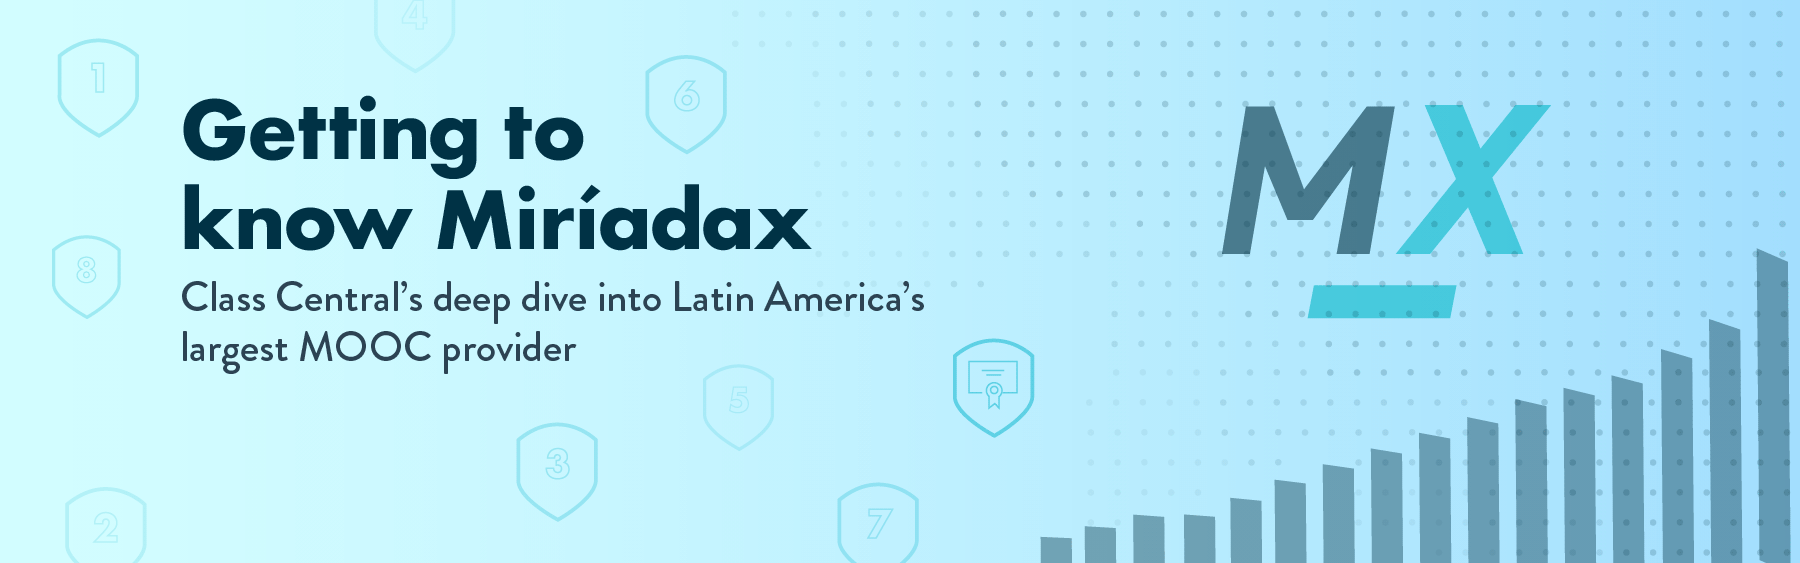 4
1
6
Getting to
know Miríadax
MX
8
Class Central's deep dive into Latin America's
largest MOOC provider
5
3
2
7